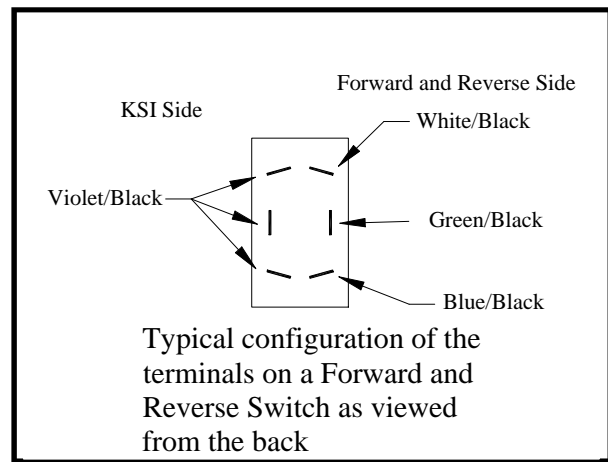 Forward and Reverse Side
KSI Side
White/Black
Violet/Black
Green/Black
Blue/Black
Typical configuration of the
terminals on a Forward and
Reverse Switch as viewed
from the back